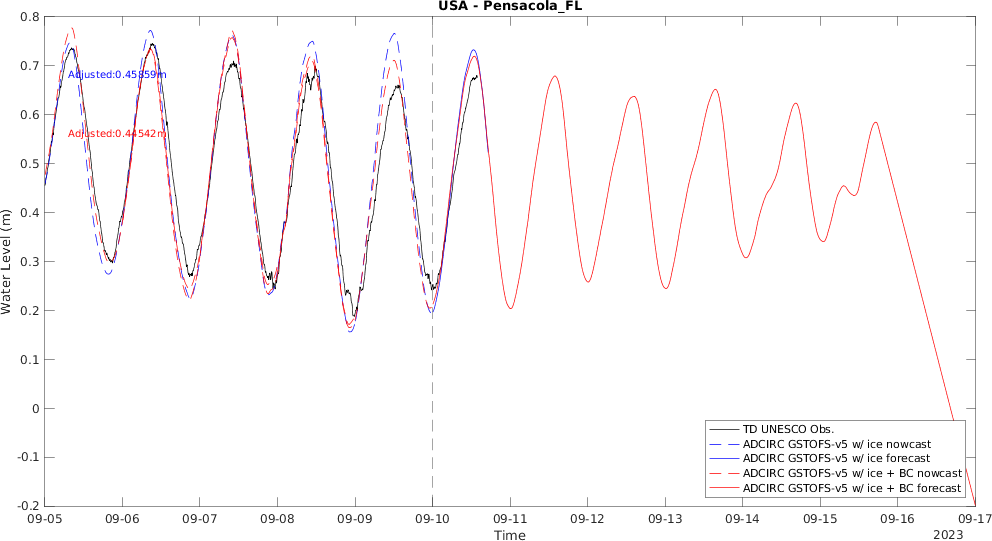 USA - Pensacola_FL
0.8
0.7
0.6
0.5
0.4
0.3
0.2
0.1
0
-0.1
-0.2
Water Level (m)
Adjusted:0.45859m
Adjusted:0.44542m
TD UNESCO Obs.
ADCIRC GSTOFS-v5 w/ ice nowcast
ADCIRC GSTOFS-v5 w/ ice forecast
ADCIRC GSTOFS-v5 w/ ice + BC nowcast
ADCIRC GSTOFS-v5 w/ ice + BC forecast
09-05 09-06 09-07 09-08 09-09 09-10 09-11 09-12 09-13 09-14 09-15 09-16 09-17
Time
2023